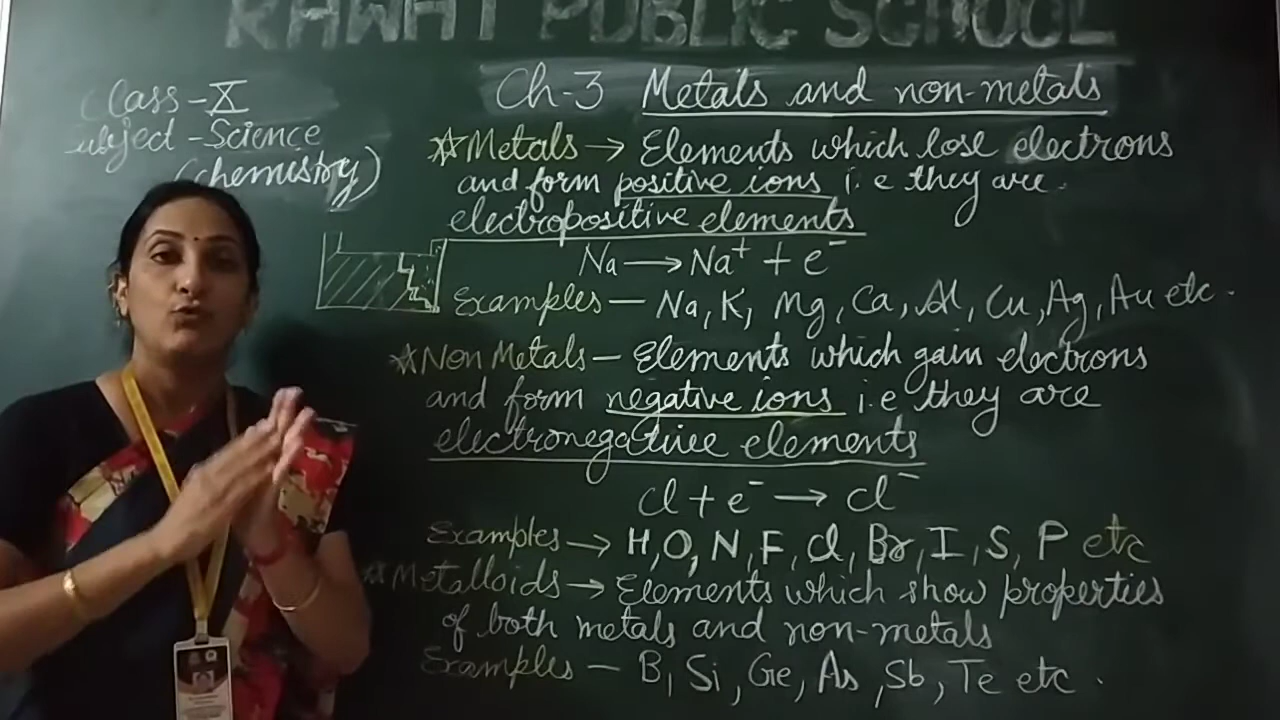 RAWAT PUBLIC SCHOOL
Class - X
Subject - Science
(chemistry)
Ch-3 Metals and non-metals
☆Metals → Elements which lose electrons
and form positive ions i.e they are
electropositive elements
Na → Na⁺ + e⁻
Examples — Na, K, Mg, Ca, Al, Cu, Ag, Au etc.
☆Non Metals — Elements which gain electrons
and form negative ions i.e they are
electronegative elements
Cl + e⁻ → Cl⁻
Examples → H, O, N, F, Cl, Br, I, S, P etc
☆Metalloids → Elements which show properties
of both metals and non-metals
Examples — B, Si, Ge, As, Sb, Te etc.